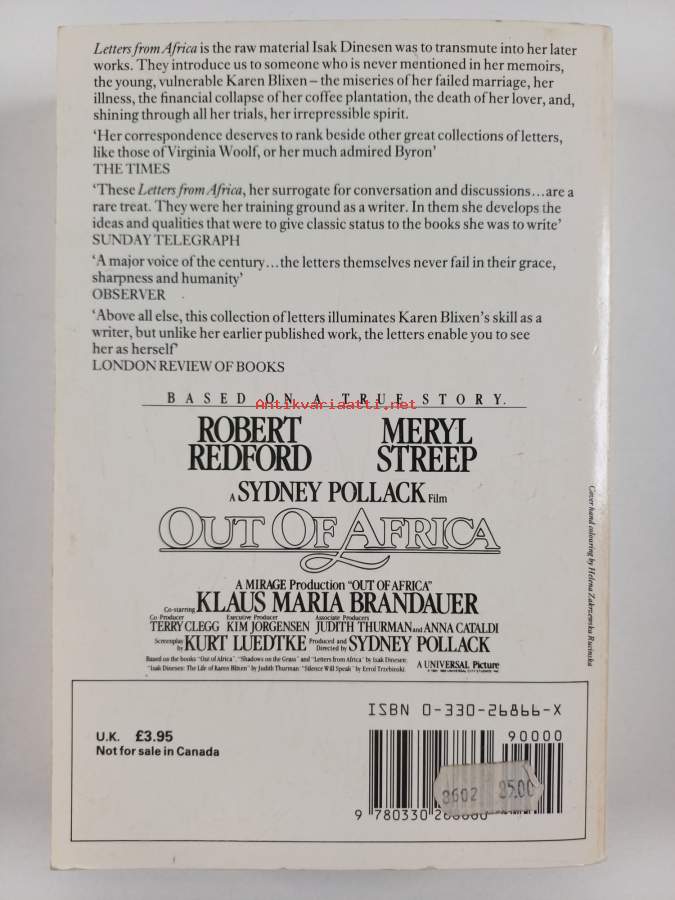 Letters from Africa is the raw material Isak Dinesen was to transmute into her later
works. They introduce us to someone who is never mentioned in her memoirs,
the young, vulnerable Karen Blixen – the miseries of her failed marriage, her
illness, the financial collapse of her coffee plantation, the death of her lover, and,
shining through all her trials, her irrepressible spirit.
‘Her correspondence deserves to rank beside other great collections of letters,
like those of Virginia Woolf, or her much admired Byron’
THE TIMES
‘These Letters from Africa, her surrogate for conversation and discussions...are a
rare treat. They were her training ground as a writer. In them she develops the
ideas and qualities that were to give classic status to the books she was to write’
SUNDAY TELEGRAPH
‘A major voice of the century...the letters themselves never fail in their grace,
sharpness and humanity’
OBSERVER
‘Above all else, this collection of letters illuminates Karen Blixen’s skill as a
writer, but unlike her earlier published work, the letters enable you to see
her as herself’
LONDON REVIEW OF BOOKS
BASED ON A TRUE STORY.
Antikvariaatti.net
ROBERT REDFORD
MERYL STREEP
A SYDNEY POLLACK Film
OUT OF AFRICA
A MIRAGE Production “OUT OF AFRICA”
Co-starring KLAUS MARIA BRANDAUER
Co-Producer TERRY CLEGG Executive Producer KIM JORGENSEN Associate Producers JUDITH THURMAN and ANNA CATALDI
Screenplay by KURT LUEDTKE Produced and Directed by SYDNEY POLLACK
Based on the books “Out of Africa”, “Shadows on the Grass” and “Letters from Africa” by Isak Dinesen:
“Isak Dinesen: The Life of Karen Blixen” by Judith Thurman “Silence Will Speak” by Errol Trzebinski.
A UNIVERSAL Picture
Cover hand colouring by Helena Zakrzewska Rucinska
ISBN 0-330-26866-X
U.K. £3.95
Not for sale in Canada
90000
8602 25.00
9 780330